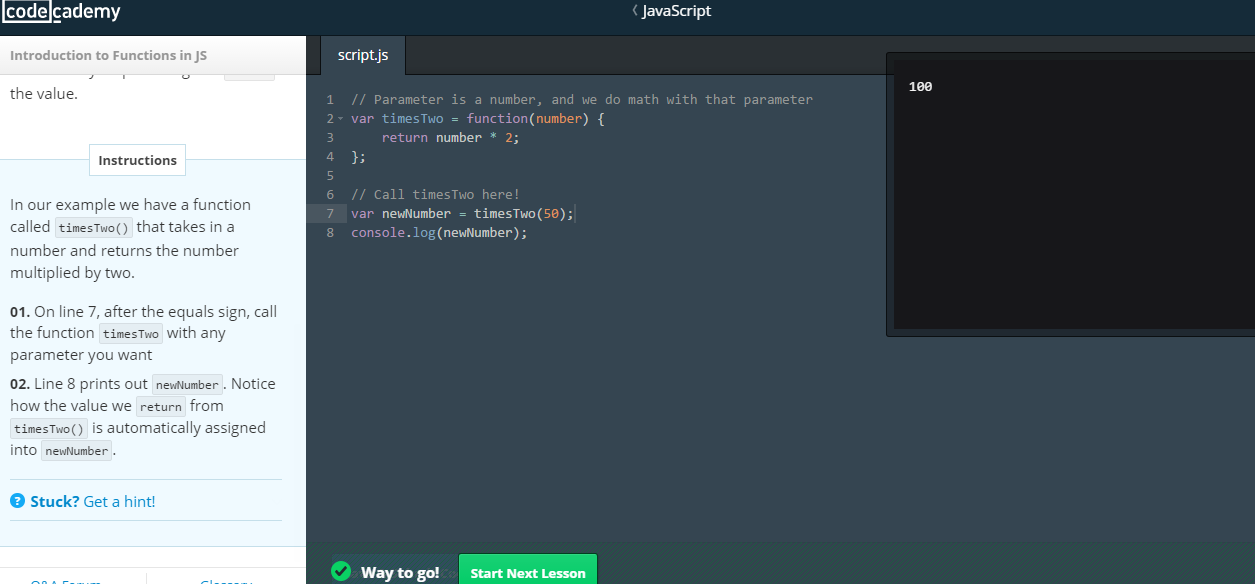 codecademy
JavaScript
Introduction to Functions in JS
script.js
the value.
Instructions
In our example we have a function
called timesTwo() that takes in a
number and returns the number
multiplied by two.
01. On line 7, after the equals sign, call
the function timesTwo with any
parameter you want
02. Line 8 prints out newNumber. Notice
how the value we return from
timesTwo() is automatically assigned
into newNumber.
? Stuck? Get a hint!
Q&A Forum Glossary
1 // Parameter is a number, and we do math with that parameter
2 var timesTwo = function(number) {
3 return number * 2;
4 };
5
6 // Call timesTwo here!
7 var newNumber = timesTwo(50);
8 console.log(newNumber);
100
Way to go!
Start Next Lesson